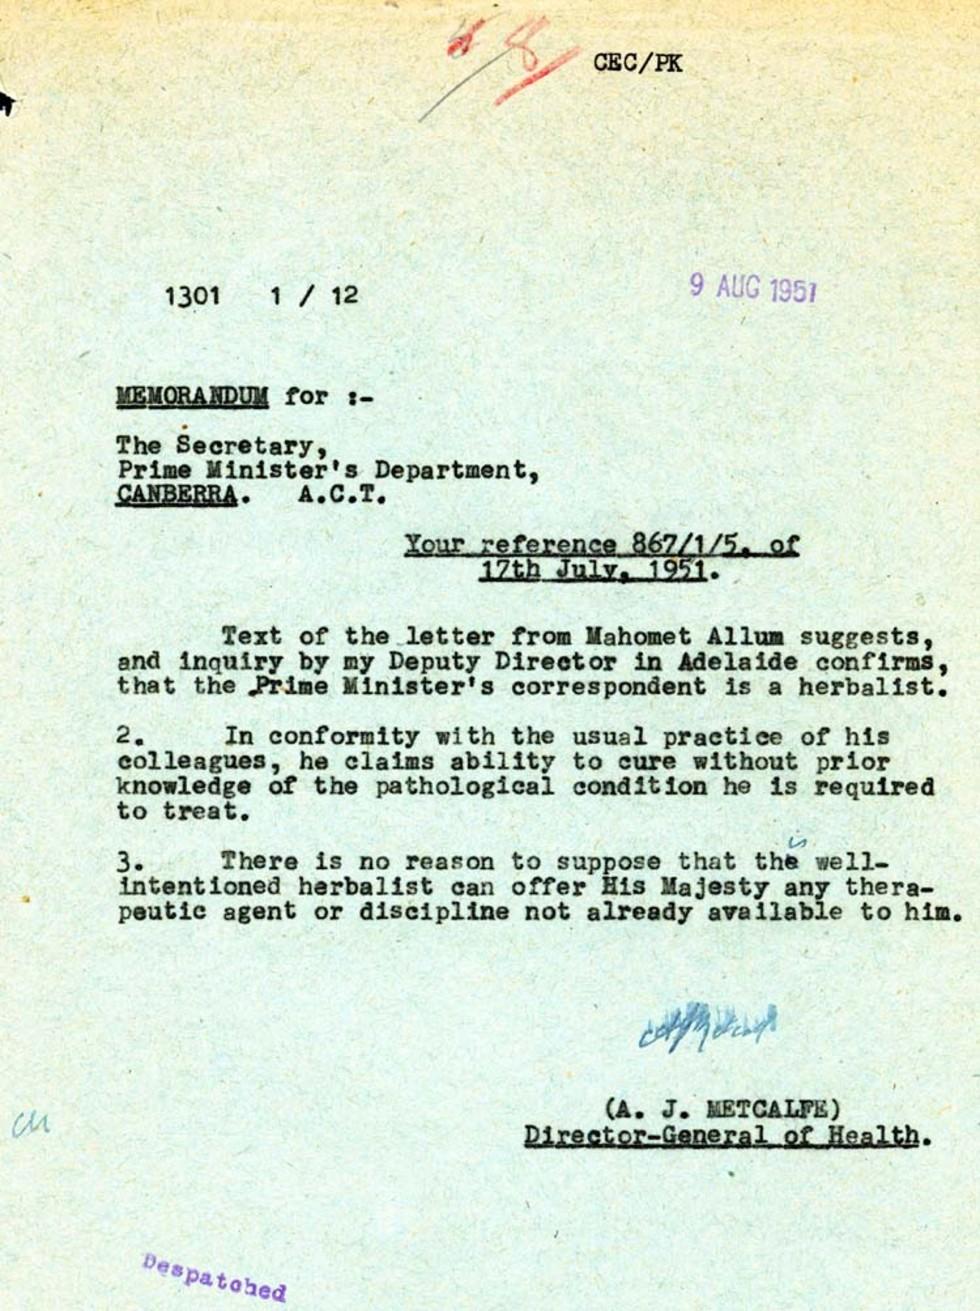 8
CEC/PK
1301 1 / 12
9 AUG 1951
MEMORANDUM for :-
The Secretary,
Prime Minister's Department,
CANBERRA. A.C.T.
Your reference 867/1/5, of
17th July, 1951.
Text of the letter from Mahomet Allum suggests,
and inquiry by my Deputy Director in Adelaide confirms,
that the Prime Minister's correspondent is a herbalist.
2. In conformity with the usual practice of his
colleagues, he claims ability to cure without prior
knowledge of the pathological condition he is required
to treat.
is
3. There is no reason to suppose that the well-
intentioned herbalist can offer His Majesty any thera-
peutic agent or discipline not already available to him.
(A. J. METCALFE)
Director-General of Health.
Despatched